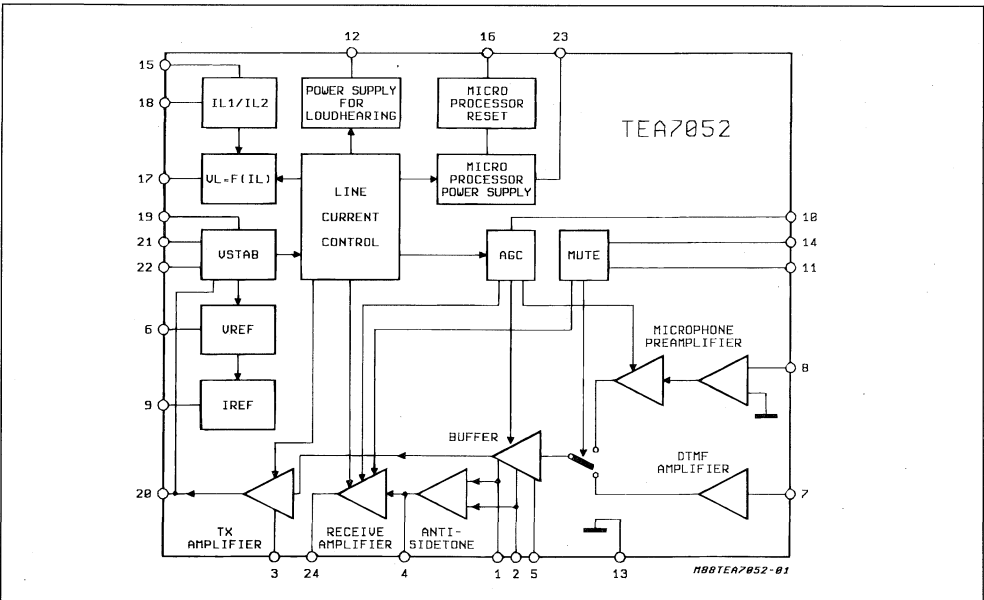 12
16
23
15
18
IL1/IL2
POWER SUPPLY
FOR
LOUDHEARING
MICRO
PROCESSOR
RESET
TEA7052
17
VL=F(IL)
LINE
CURRENT
CONTROL
MICRO
PROCESSOR
POWER SUPPLY
19
21
22
VSTAB
AGC
MUTE
10
14
11
6
VREF
MICROPHONE
PREAMPLIFIER
8
9
IREF
BUFFER
DTMF
AMPLIFIER
20
7
TX
AMPLIFIER
RECEIVE
AMPLIFIER
ANTI-
SIDETONE
3
24
4
1
2
5
13
M88TEA7052-01